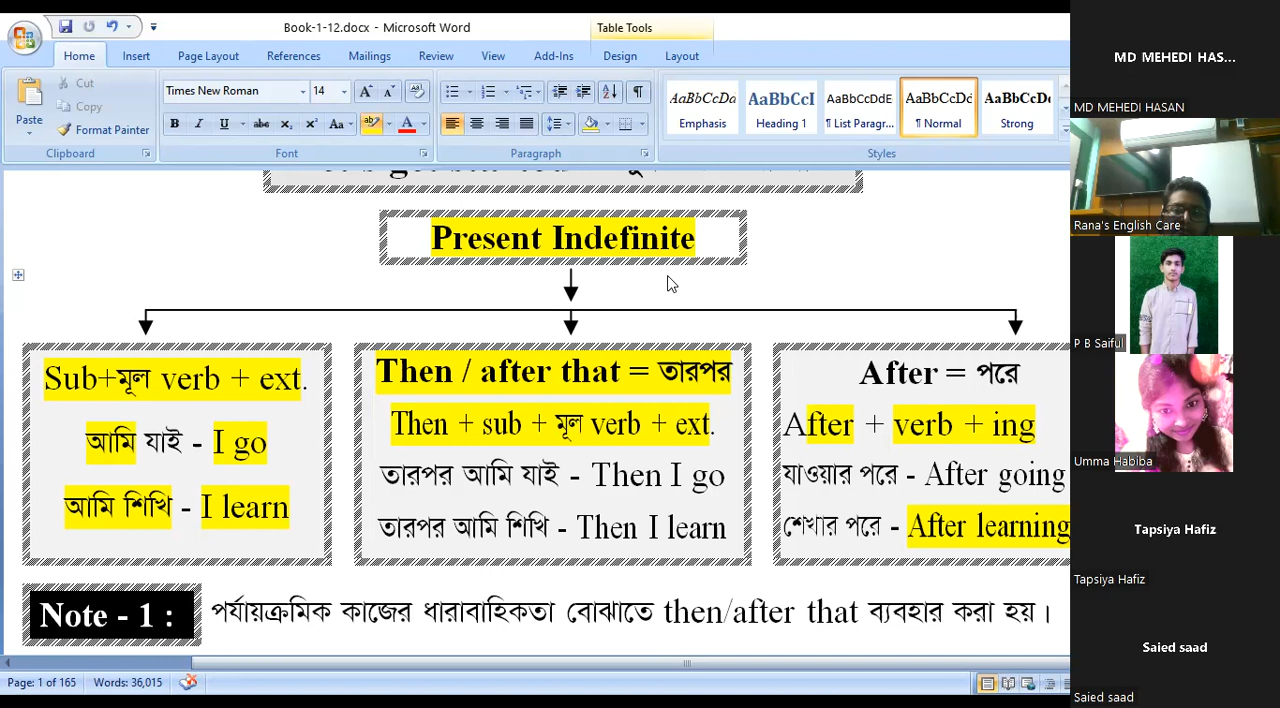 Book-1-12.docx - Microsoft Word
Table Tools
Home Insert Page Layout References Mailings Review View Add-Ins Design Layout
Paste
Cut
Copy
Format Painter
Clipboard
Times New Roman 14
Font
Paragraph
AaBbCcDa AaBbCcI AaBbCcDdE AaBbCcDc AaBbCcDc
Emphasis Heading 1 ¶ List Paragr... ¶ Normal Strong
Styles
Present Indefinite
Sub+মূল verb + ext.
আমি যাই - I go
আমি শিখি - I learn
Then / after that = তারপর
Then + sub + মূল verb + ext.
তারপর আমি যাই - Then I go
তারপর আমি শিখি - Then I learn
After = পরে
After + verb + ing
যাওয়ার পরে - After going
শেখার পরে - After learning
Note - 1 : পর্যায়ক্রমিক কাজের ধারাবাহিকতা বোঝাতে then/after that ব্যবহার করা হয়।
Page: 1 of 165 Words: 36,015
MD MEHEDI HAS...
MD MEHEDI HASAN
Rana's English Care
P B Saiful
Umma Habiba
Tapsiya Hafiz
Tapsiya Hafiz
Saied saad
Saied saad